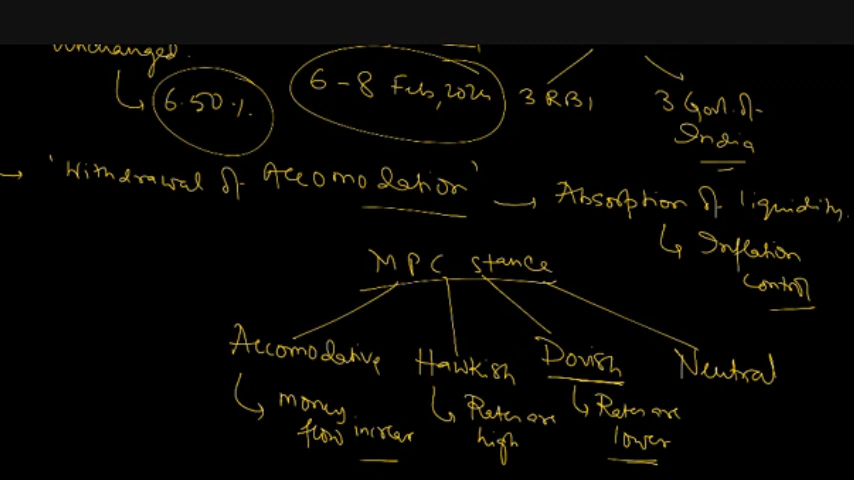 unchanged.
6.50%.
6-8 Feb, 2024
3 RBI
3 Govt. of
India
'Withdrawal of Accomodation'
Absorption of liquidity.
Inflation
control
MPC stance
Accomodative
Hawkish
Dovish
Neutral
money
flow increase
Rates are
high
Rates are
lower